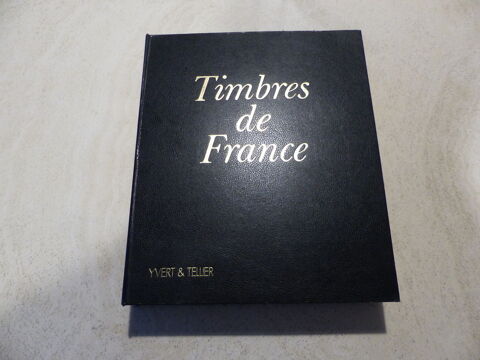 Timbres
de
France
YVERT & TELLIER